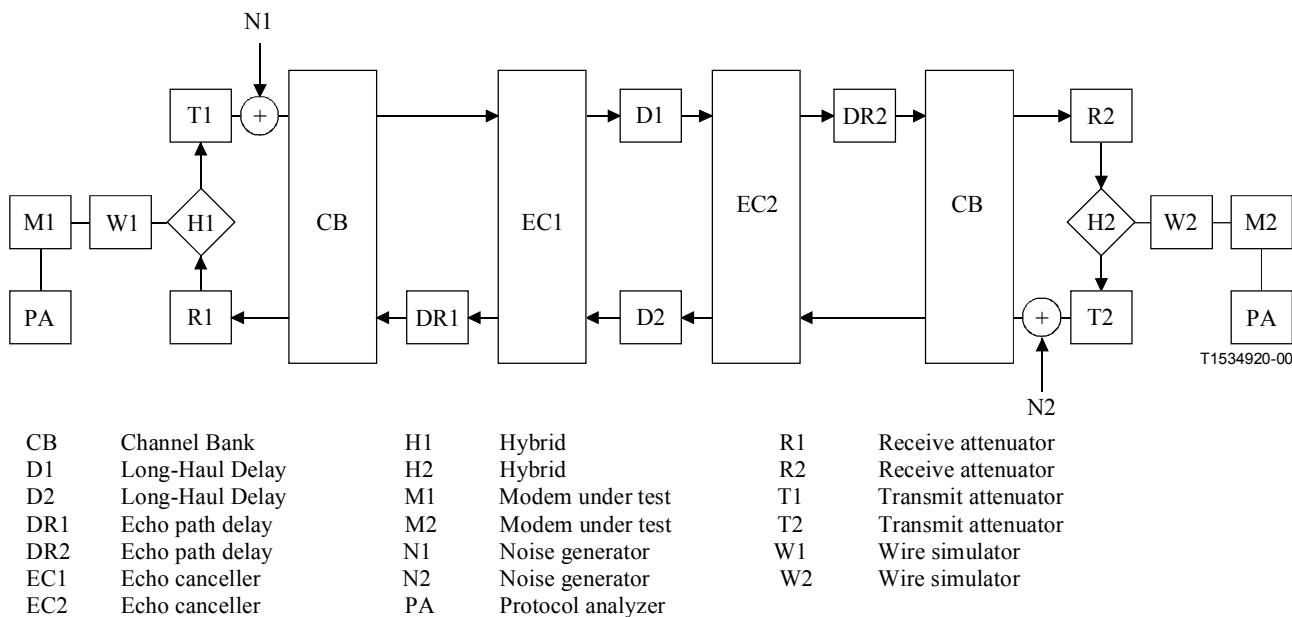 N1
T1
+
D1
DR2
R2
M1
W1
H1
CB
EC1
EC2
CB
H2
W2
M2
PA
R1
DR1
D2
+
T2
PA
T1534920-00
N2
CB Channel Bank H1 Hybrid R1 Receive attenuator
D1 Long-Haul Delay H2 Hybrid R2 Receive attenuator
D2 Long-Haul Delay M1 Modem under test T1 Transmit attenuator
DR1 Echo path delay M2 Modem under test T2 Transmit attenuator
DR2 Echo path delay N1 Noise generator W1 Wire simulator
EC1 Echo canceller N2 Noise generator W2 Wire simulator
EC2 Echo canceller PA Protocol analyzer